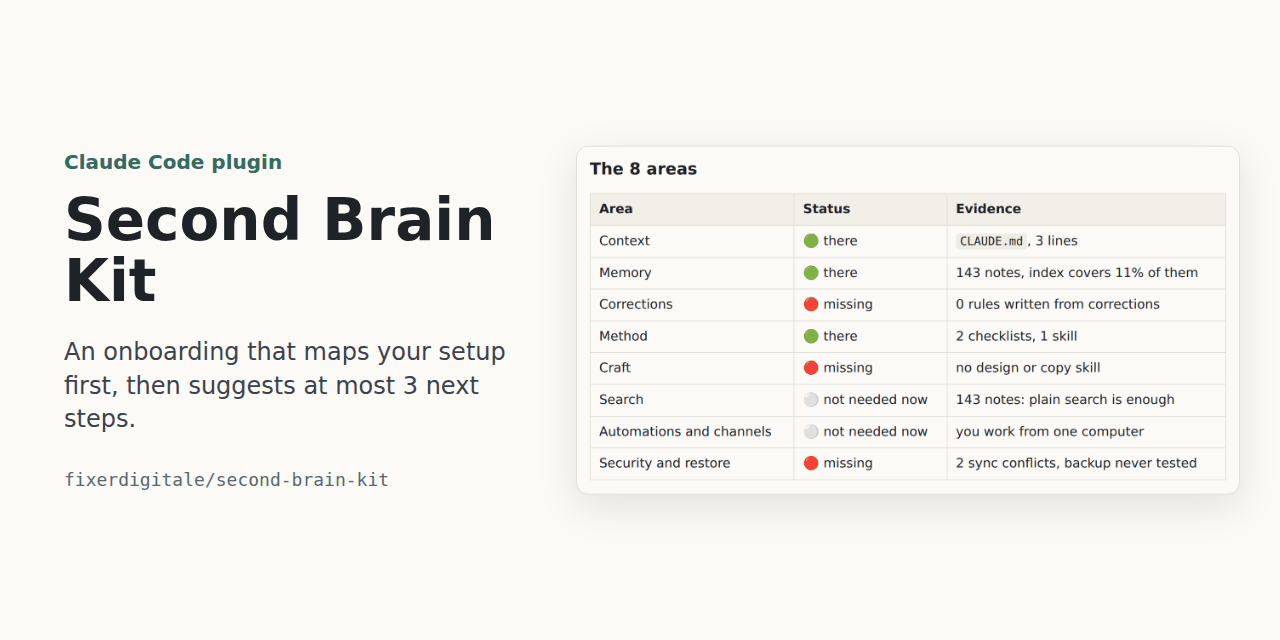 Claude Code plugin
Second Brain
Kit
An onboarding that maps your setup
first, then suggests at most 3 next
steps.
fixerdigitale/second-brain-kit
The 8 areas
Area Status Evidence
Context there CLAUDE.md, 3 lines
Memory there 143 notes, index covers 11% of them
Corrections missing 0 rules written from corrections
Method there 2 checklists, 1 skill
Craft missing no design or copy skill
Search not needed now 143 notes: plain search is enough
Automations and channels not needed now you work from one computer
Security and restore missing 2 sync conflicts, backup never tested